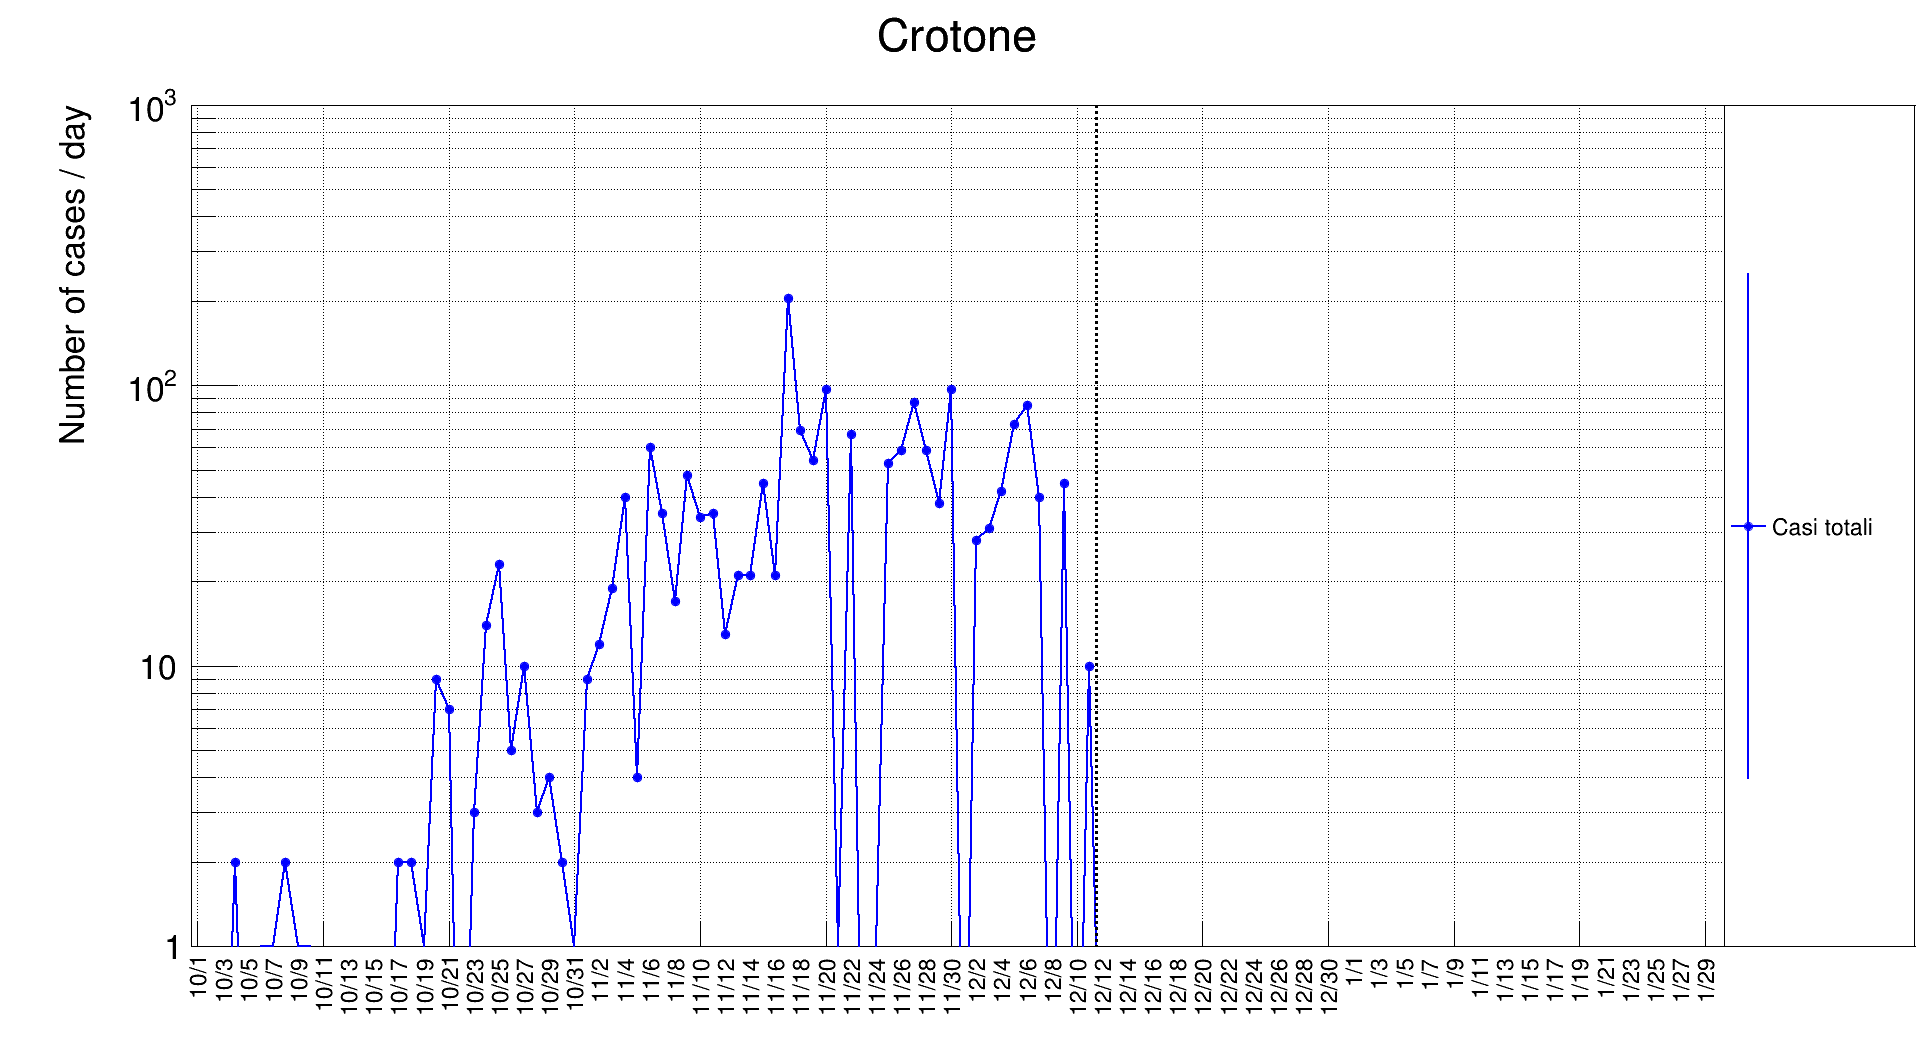 Crotone
Number of cases / day
10³
10²
10
1
10/1 10/3 10/5 10/7 10/9 10/11 10/13 10/15 10/17 10/19 10/21 10/23 10/25 10/27 10/29 10/31 11/2 11/4 11/6 11/8 11/10 11/12 11/14 11/16 11/18 11/20 11/22 11/24 11/26 11/28 11/30 12/2 12/4 12/6 12/8 12/10 12/12 12/14 12/16 12/18 12/20 12/22 12/24 12/26 12/28 12/30 1/1 1/3 1/5 1/7 1/9 1/11 1/13 1/15 1/17 1/19 1/21 1/23 1/25 1/27 1/29
Casi totali